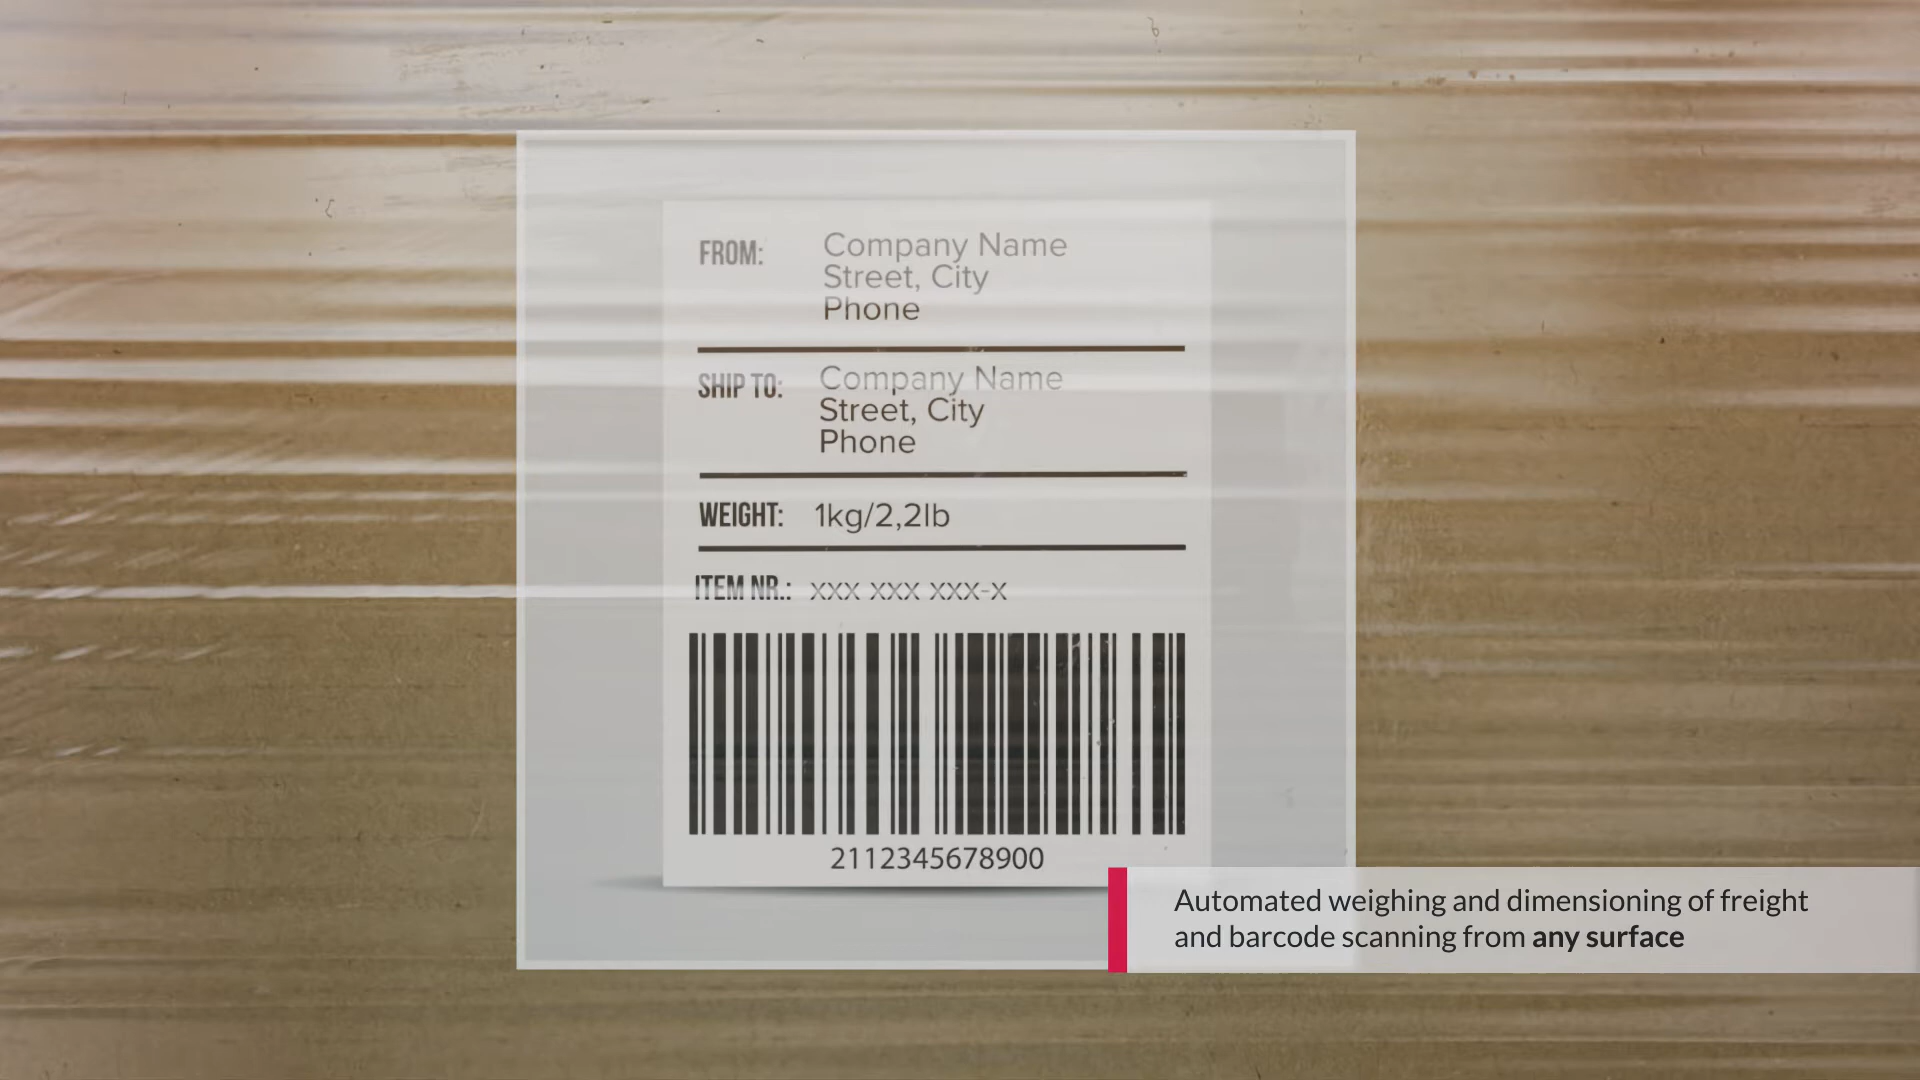 FROM: Company Name
Street, City
Phone
SHIP TO: Company Name
Street, City
Phone
WEIGHT: 1kg/2,2lb
ITEM NR.: XXX XXX XXX-X
2112345678900
Automated weighing and dimensioning of freight
and barcode scanning from any surface